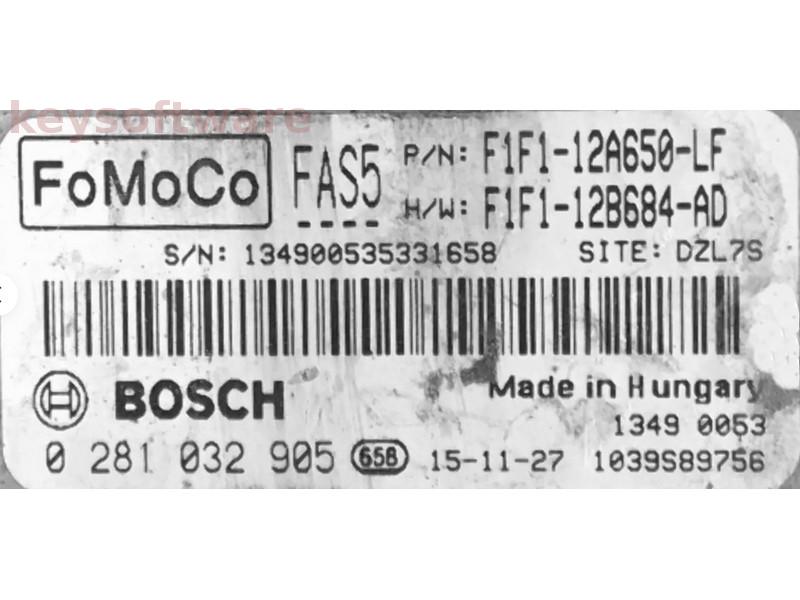 keysoftware
FoMoCo FAS5 P/N: F1F1-12A650-LF
H/W: F1F1-12B684-AD
S/N: 134900535331658 SITE: DZL7S
BOSCH Made in Hungary
1349 0053
0 281 032 905 658 15-11-27 1039S89756